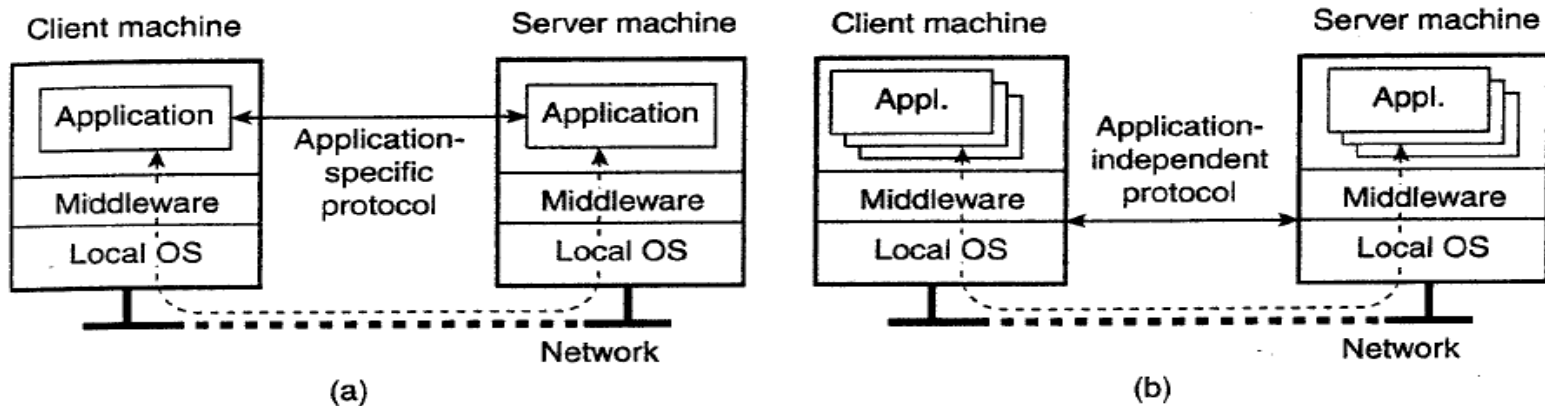 Client machine
Server machine
Application
Application
Application-
specific
protocol
Middleware
Middleware
Local OS
Local OS
Network
(a)
Client machine
Server machine
Appl.
Appl.
Application-
independent
protocol
Middleware
Middleware
Local OS
Local OS
Network
(b)